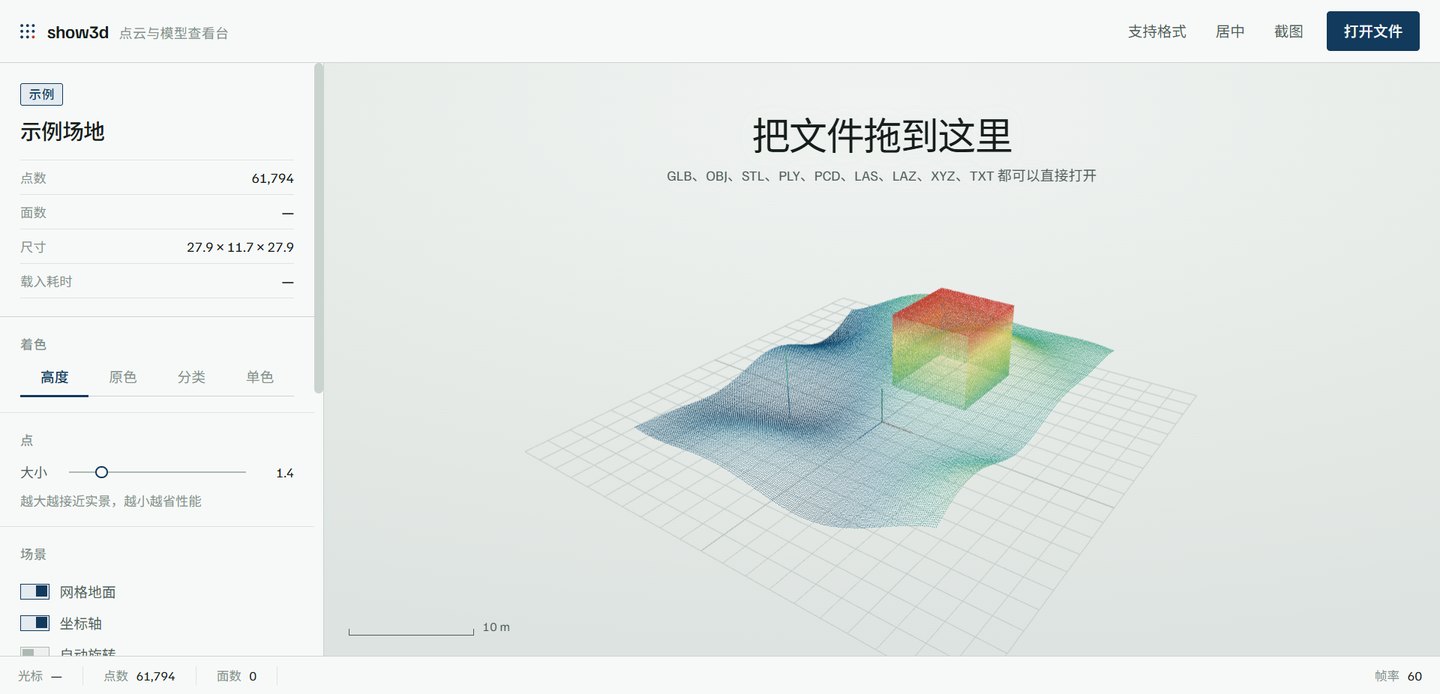 show3d 点云与模型查看台
支持格式 居中 截图 打开文件
示例
示例场地
点数 61,794
面数 —
尺寸 27.9 × 11.7 × 27.9
载入耗时 —
着色
高度 原色 分类 单色
点
大小 1.4
越大越接近实景，越小越省性能
场景
网格地面
坐标轴
自动旋转
把文件拖到这里
GLB、OBJ、STL、PLY、PCD、LAS、LAZ、XYZ、TXT 都可以直接打开
10 m
光标 — 点数 61,794 面数 0 帧率 60